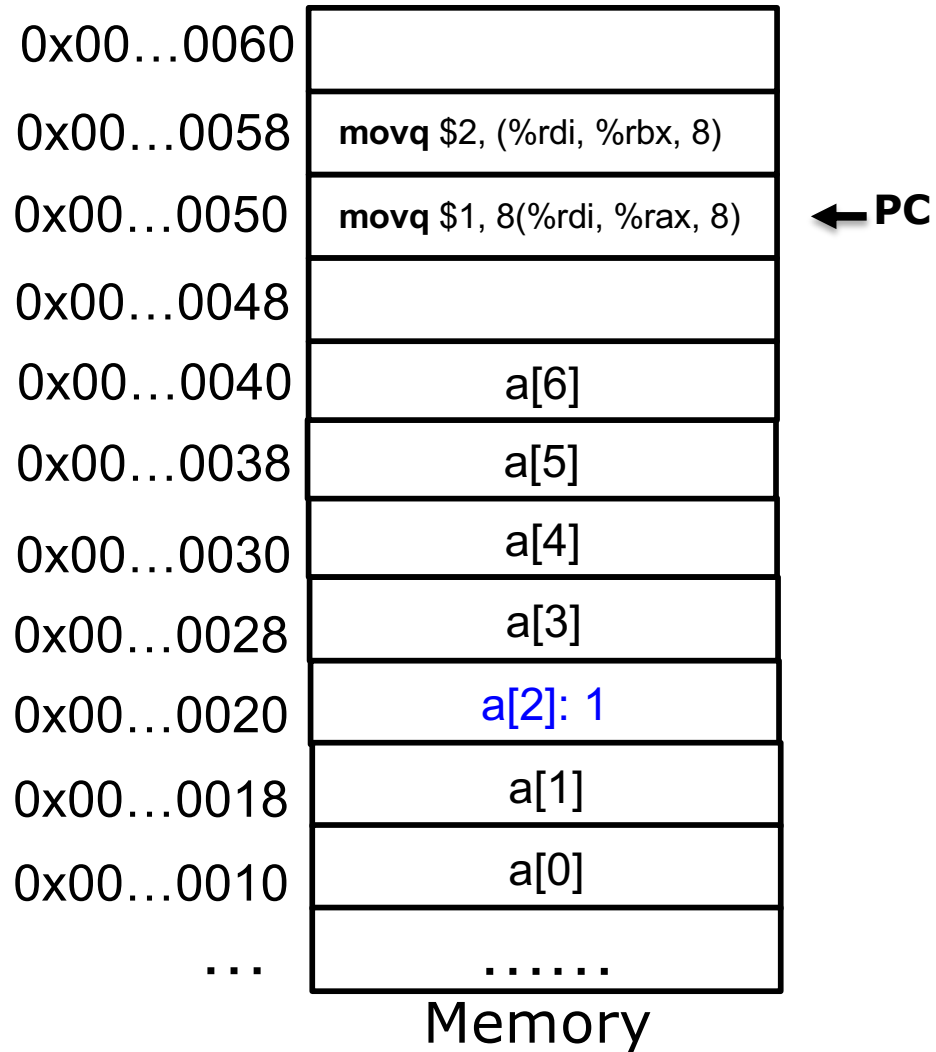 0x00…0060
0x00…0058 movq $2, (%rdi, %rbx, 8)
0x00…0050 movq $1, 8(%rdi, %rax, 8) PC
0x00…0048
0x00…0040 a[6]
0x00…0038 a[5]
0x00…0030 a[4]
0x00…0028 a[3]
0x00…0020 a[2]: 1
0x00…0018 a[1]
0x00…0010 a[0]
… ……
Memory